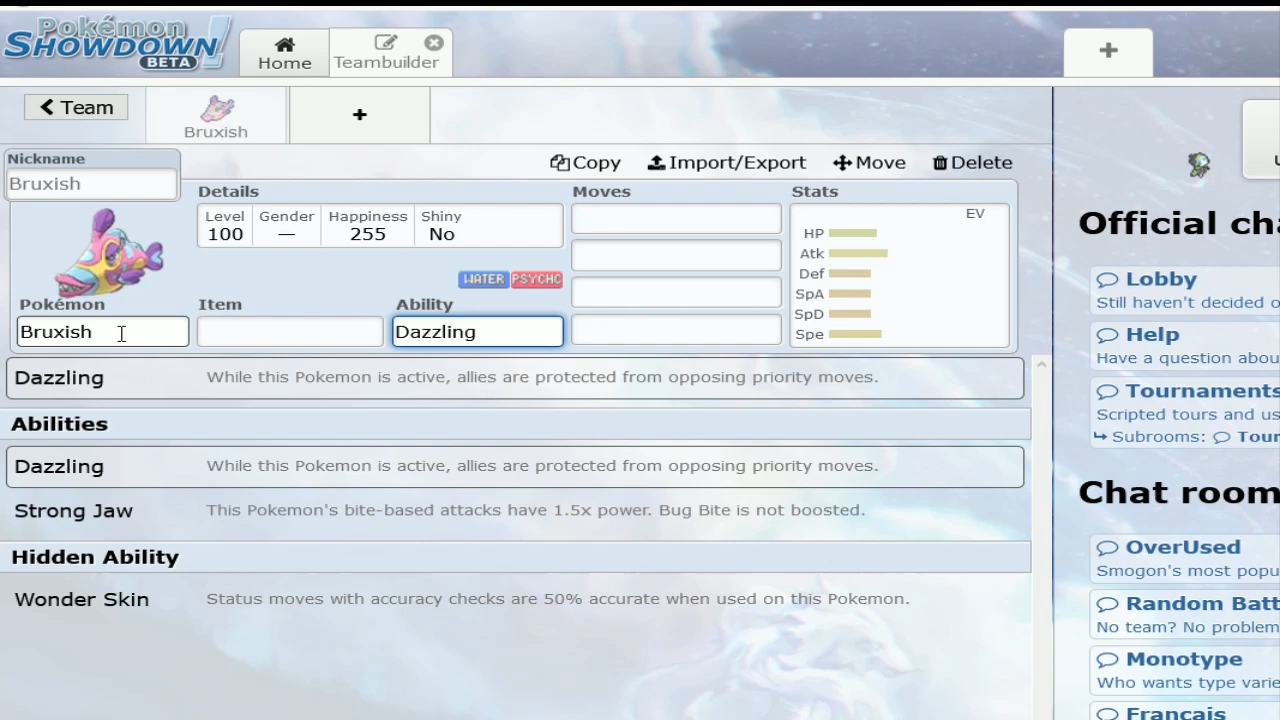 Pokémon
SHOWDOWN!
BETA
Home
Teambuilder
+
Team
Bruxish
+
Nickname
Bruxish
Copy
Import/Export
Move
Delete
Details
Level
100
Gender
—
Happiness
255
Shiny
No
WATER
PSYCHC
Pokémon
Bruxish
Item
Ability
Dazzling
Moves
Stats
EV
HP
Atk
Def
SpA
SpD
Spe
Dazzling While this Pokemon is active, allies are protected from opposing priority moves.
Abilities
Dazzling While this Pokemon is active, allies are protected from opposing priority moves.
Strong Jaw This Pokemon's bite-based attacks have 1.5x power. Bug Bite is not boosted.
Hidden Ability
Wonder Skin Status moves with accuracy checks are 50% accurate when used on this Pokemon.
Official cha
Lobby
Still haven't decided o
Help
Have a question abou
Tournaments
Scripted tours and us
↳ Subrooms: Tour
Chat room
OverUsed
Smogon's most popu
Random Batt
No team? No problem
Monotype
Who wants type varie
Français